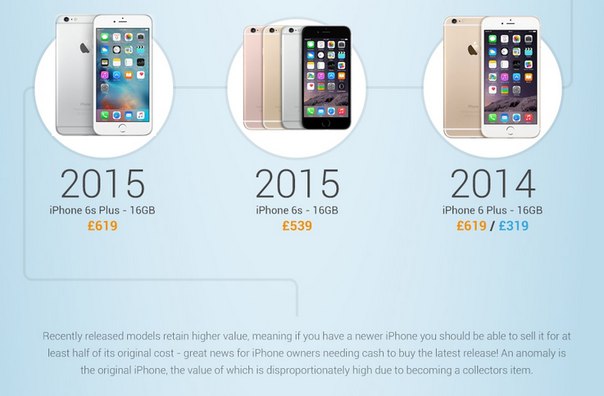 2015
iPhone 6s Plus - 16GB
£619
2015
iPhone 6s - 16GB
£539
2014
iPhone 6 Plus - 16GB
£619 / £319
Recently released models retain higher value, meaning if you have a newer iPhone you should be able to sell it for at
least half of its original cost - great news for iPhone owners needing cash to buy the latest release! An anomaly is
the original iPhone, the value of which is disproportionately high due to becoming a collectors item.